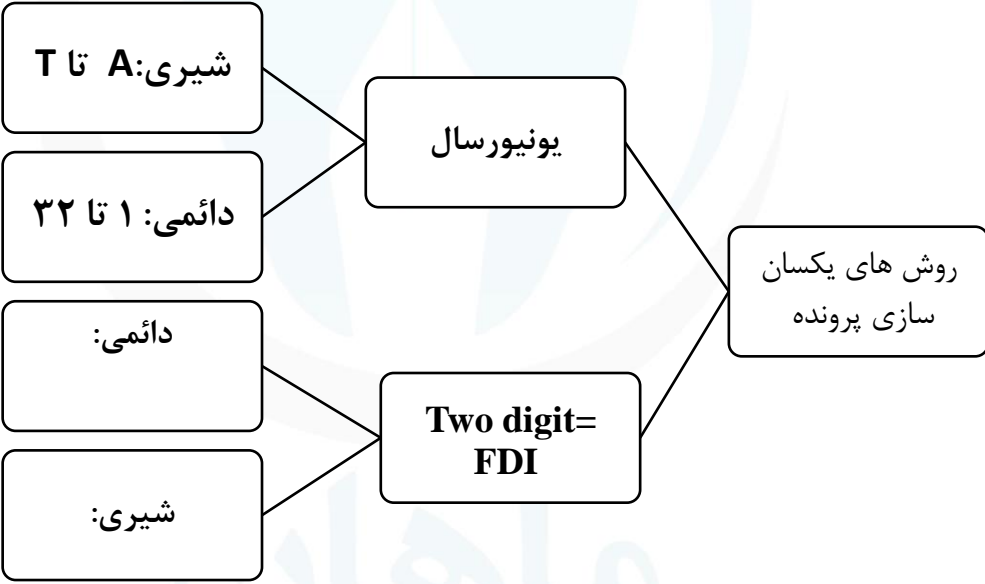 روش های یکسان
سازی پرونده
یونیورسال
شیری:A تا T
دائمی: ۱ تا ۳۲
Two digit=
FDI
دائمی:
شیری: